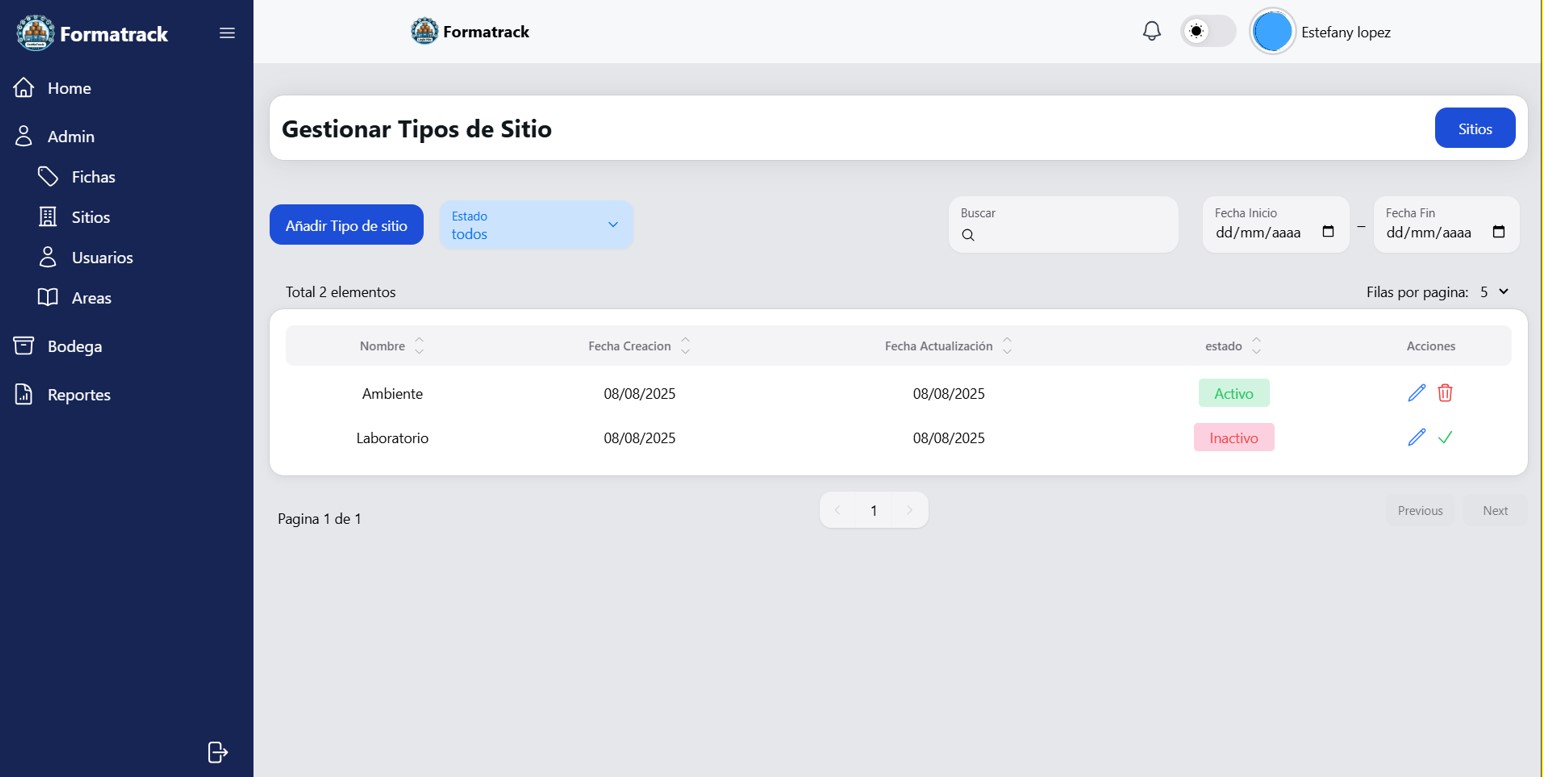 Formatrack
Home
Admin
Fichas
Sitios
Usuarios
Areas
Bodega
Reportes
Formatrack
Estefany lopez
Gestionar Tipos de Sitio
Sitios
Añadir Tipo de sitio
Estado
todos
Buscar
Fecha Inicio
dd/mm/aaaa
–
Fecha Fin
dd/mm/aaaa
Total 2 elementos
Filas por pagina: 5
Nombre Fecha Creacion Fecha Actualización estado Acciones
Ambiente 08/08/2025 08/08/2025 Activo
Laboratorio 08/08/2025 08/08/2025 Inactivo
Pagina 1 de 1
1
Previous
Next